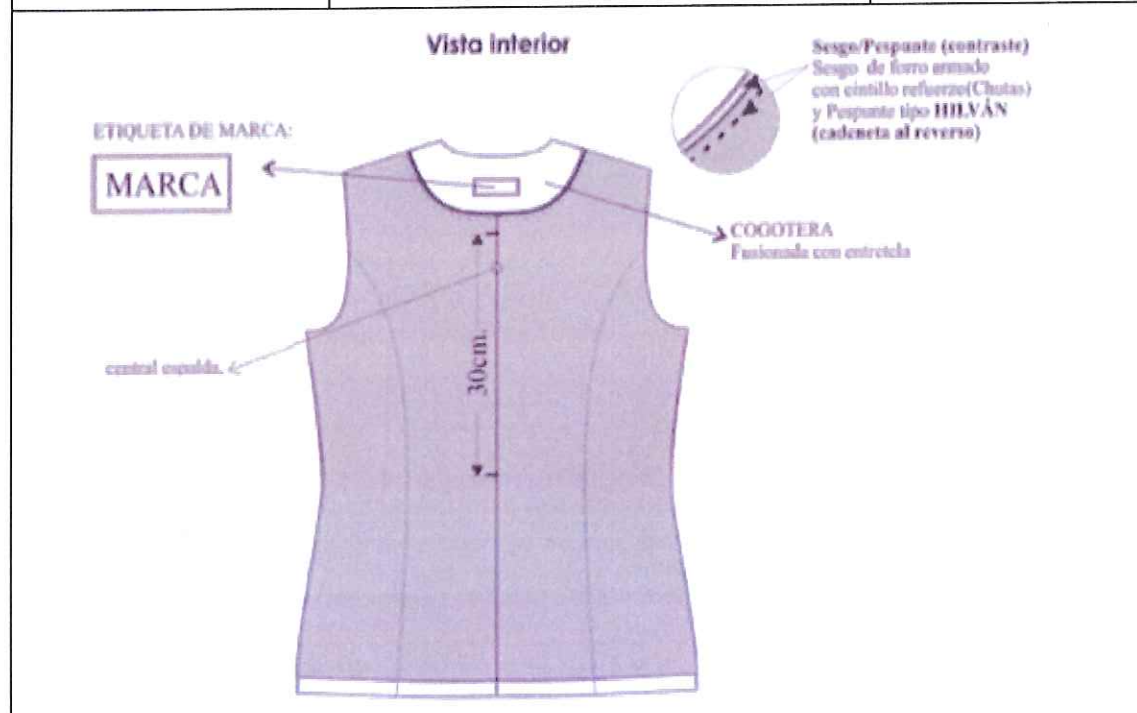 Vista interior
Sesgo/Pespunte (contraste)
Sesgo de forro armado
con cintillo refuerzo(Chutas)
y Pespunte tipo HILVÁN
(cadeneta al reverso)
ETIQUETA DE MARCA:
MARCA
COGOTERA
Fusionada con entretela
30cm.
central espalda.